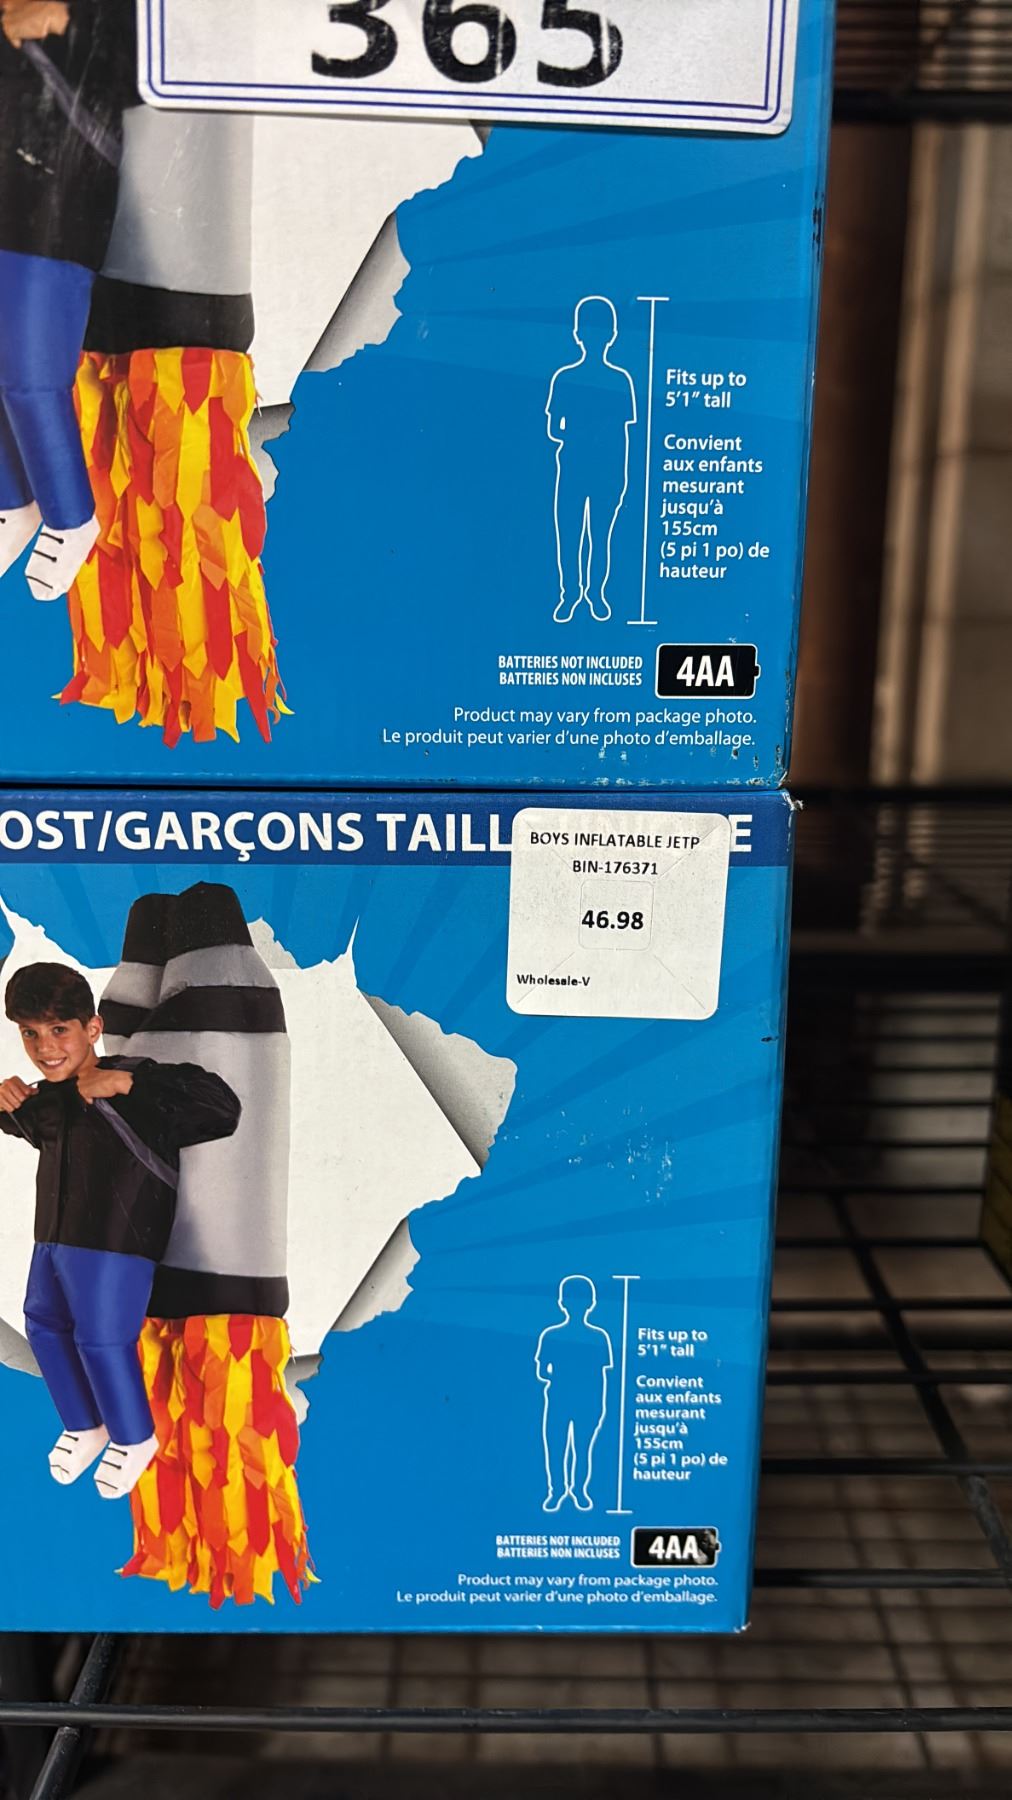 365
Fits up to
5'1" tall
Convient
aux enfants
mesurant
jusqu'à
155cm
(5 pi 1 po) de
hauteur
BATTERIES NOT INCLUDED
BATTERIES NON INCLUSES
4AA
Product may vary from package photo.
Le produit peut varier d'une photo d'emballage.
OST/GARÇONS TAILL E
BOYS INFLATABLE JETP
BIN-176371
46.98
Wholesale-V
Fits up to
5'1" tall
Convient
aux enfants
mesurant
jusqu'à
155cm
(5 pi 1 po) de
hauteur
BATTERIES NOT INCLUDED
BATTERIES NON INCLUSES
4AA
Product may vary from package photo.
Le produit peut varier d'une photo d'emballage.